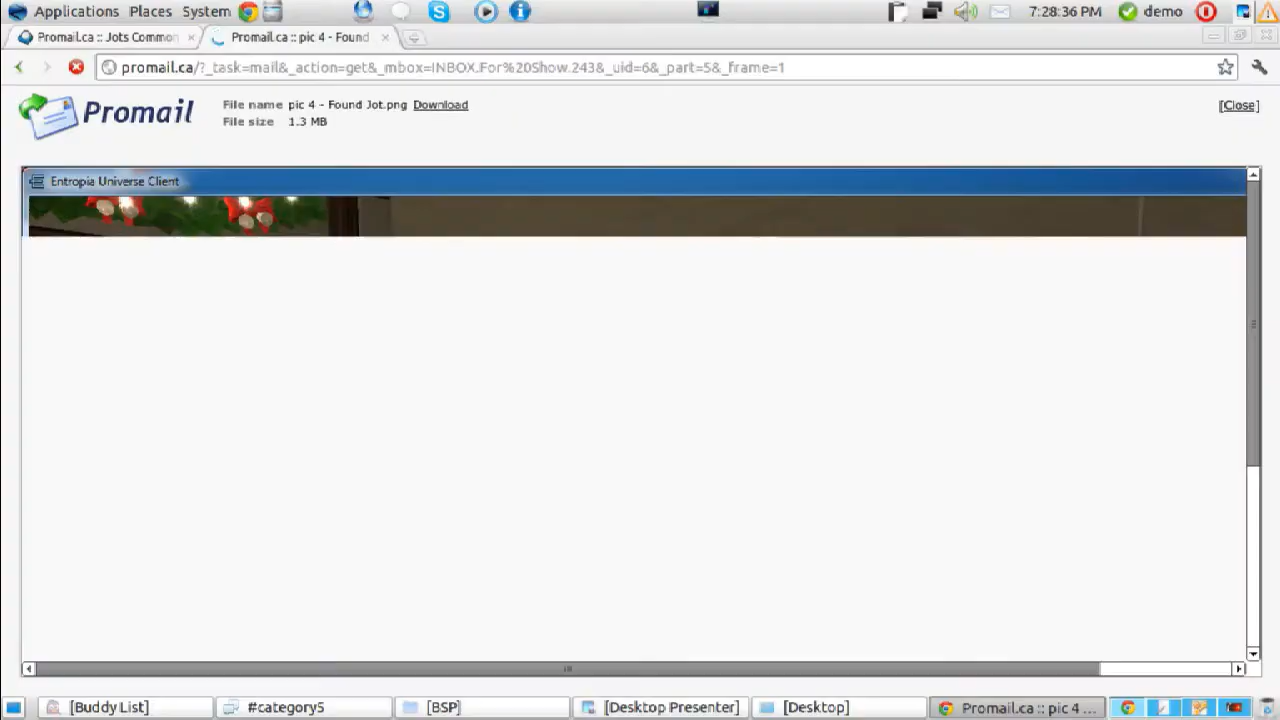 Applications Places System 7:28:36 PM demo
Promail.ca :: Jots Common
Promail.ca :: pic 4 - Found
promail.ca/?_task=mail&_action=get&_mbox=INBOX.For%20Show.243&_uid=6&_part=5&_frame=1
Promail
File name pic 4 - Found Jot.png Download
[Close]
File size 1.3 MB
Entropia Universe Client
[Buddy List] #category5 [BSP] [Desktop Presenter] [Desktop] Promail.ca :: pic 4 ...